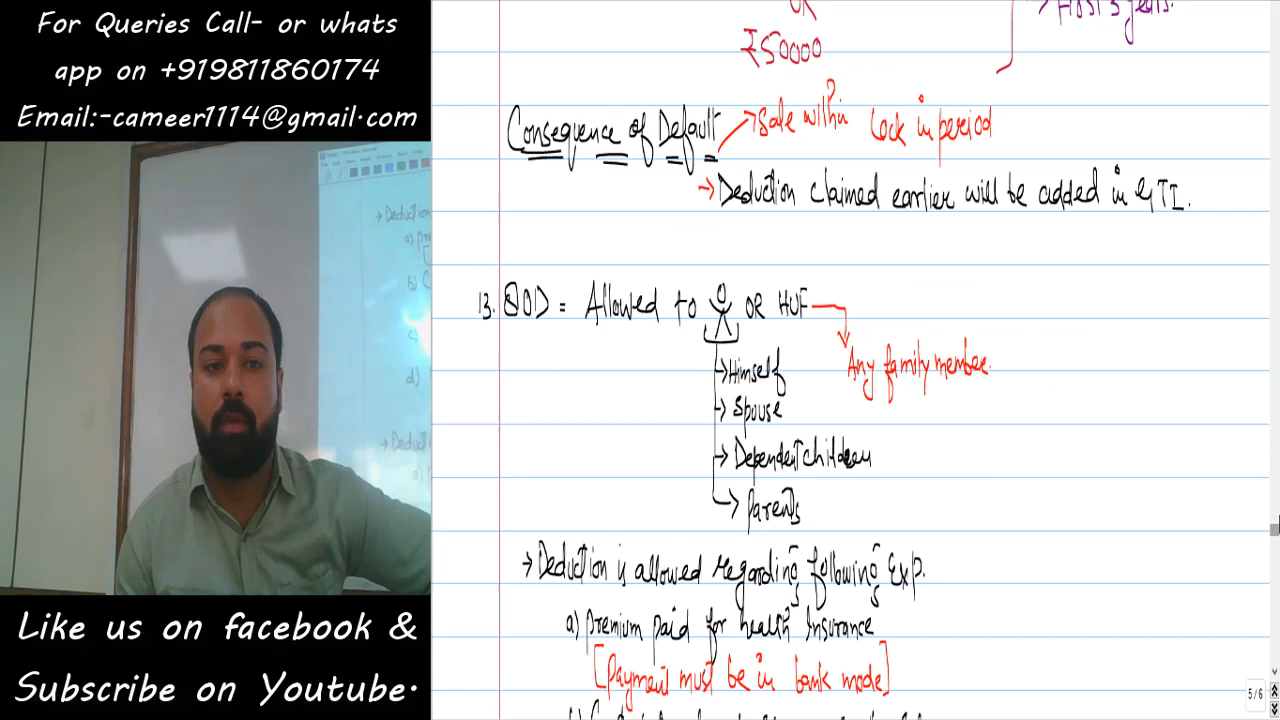 For Queries Call- or whats
app on +919811860174
Email:-cameer1114@gmail.com
OR
₹50000
Consequence of Default
→ Sale within lock in period
→ Deduction claimed earlier will be added in GTI.
13. 80D = Allowed to OR HUF
→ Any family member.
→ Himself
→ Spouse
→ Dependent children
→ Parents
→ Deduction is allowed regarding following Exp.
a) Premium paid for health Insurance
[Payment must be in bank mode]
Like us on facebook &
Subscribe on Youtube.
5/6